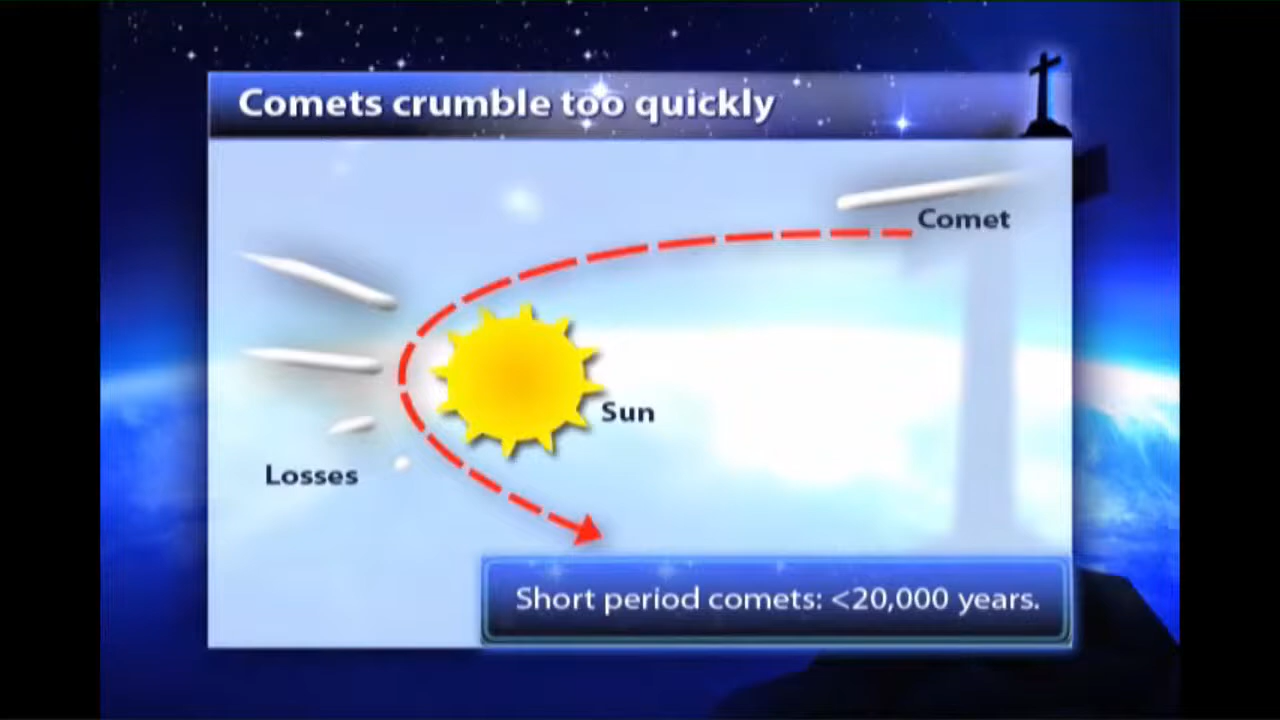 Comets crumble too quickly
Comet
Sun
Losses
Short period comets: <20,000 years.